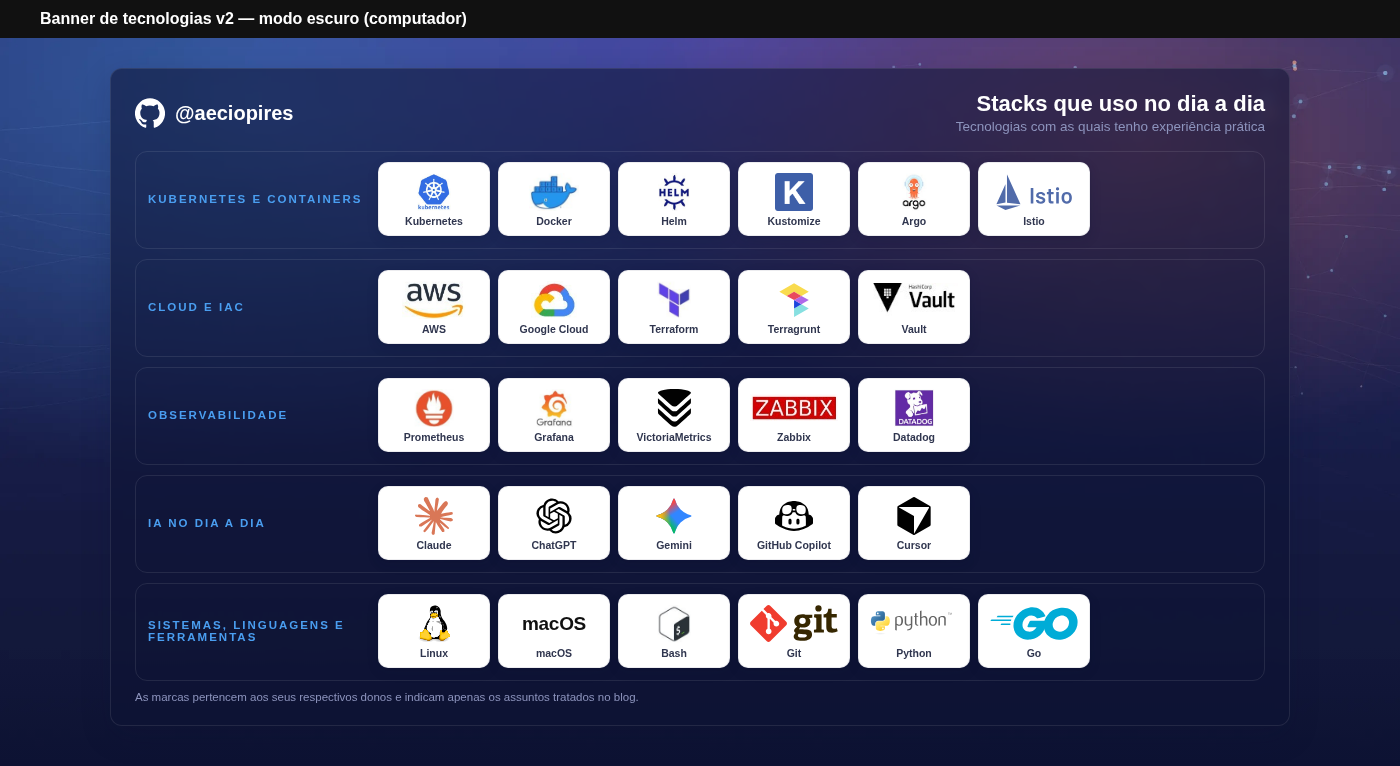 Banner de tecnologias v2 — modo escuro (computador)
@aeciopires
Stacks que uso no dia a dia
Tecnologias com as quais tenho experiência prática
KUBERNETES E CONTAINERS
kubernetes
Kubernetes
Docker
HELM
Helm
K
Kustomize
argo
Argo
Istio
Istio
CLOUD E IAC
aws
AWS
Google Cloud
Terraform
Terragrunt
HashiCorp
Vault
Vault
OBSERVABILIDADE
Prometheus
Grafana
Grafana
VictoriaMetrics
ZABBIX
Zabbix
DATADOG
Datadog
IA NO DIA A DIA
Claude
ChatGPT
Gemini
GitHub Copilot
Cursor
SISTEMAS, LINGUAGENS E
FERRAMENTAS
Linux
macOS
macOS
$_
Bash
git
Git
python™
Python
GO
Go
As marcas pertencem aos seus respectivos donos e indicam apenas os assuntos tratados no blog.